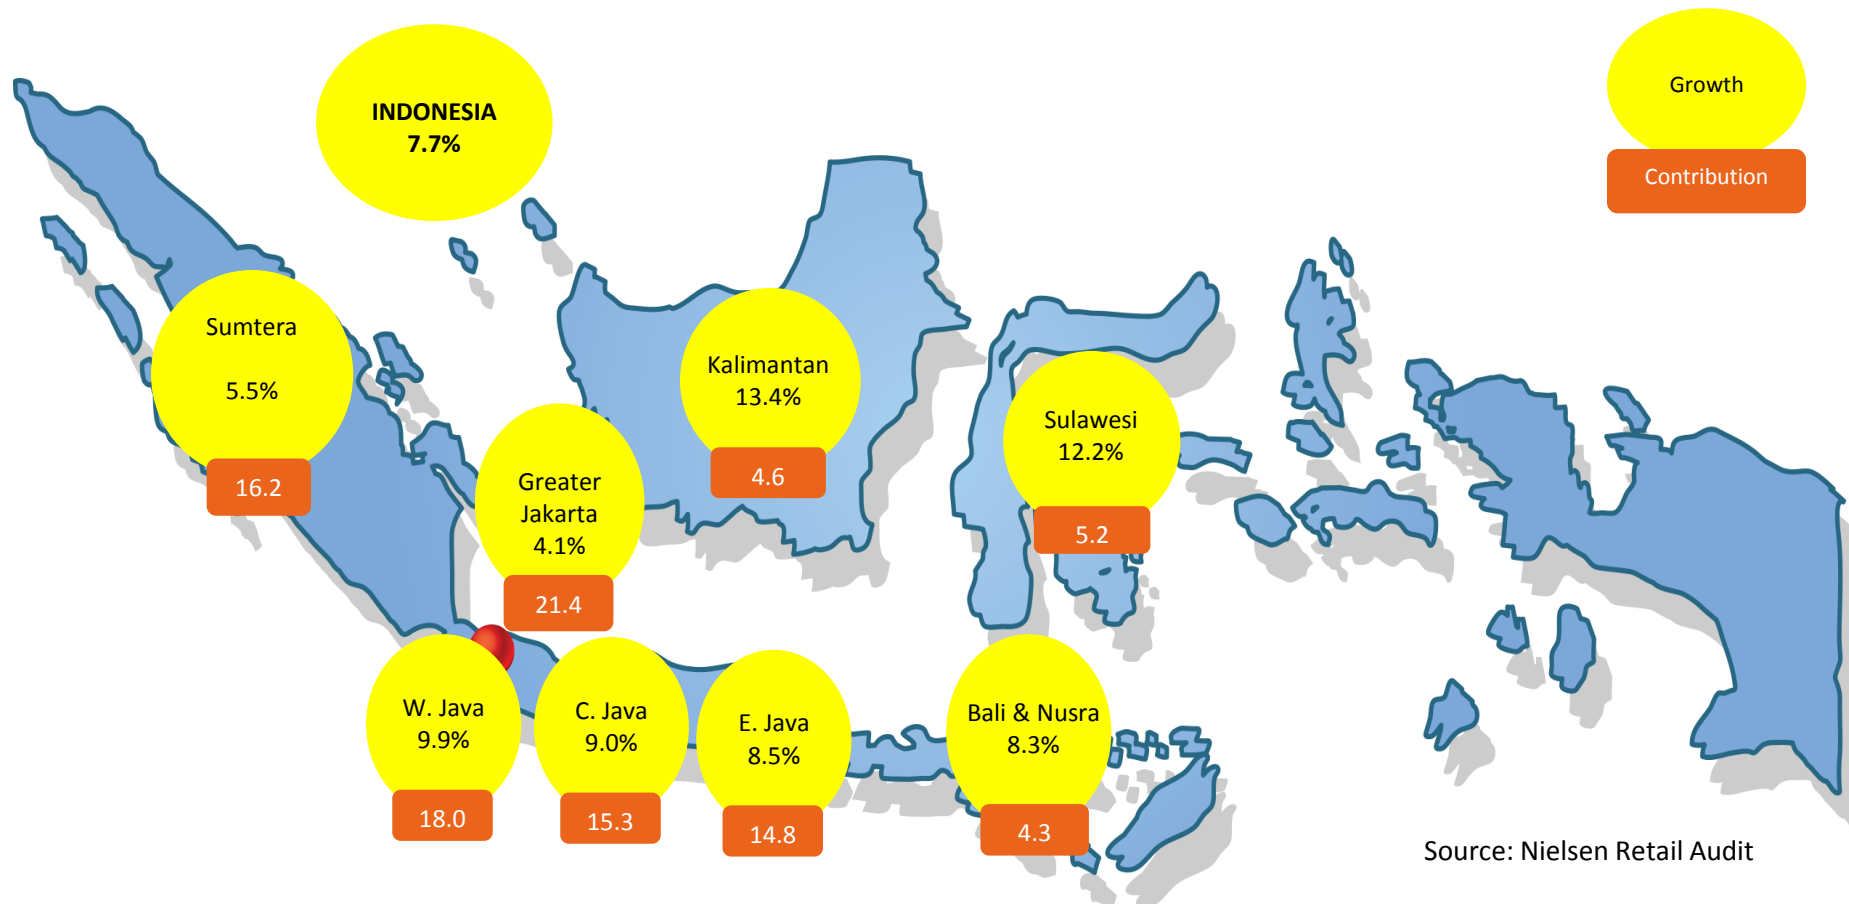 INDONESIA
7.7%
Growth
Contribution
Sumtera
5.5%
16.2
Kalimantan
13.4%
4.6
Sulawesi
12.2%
5.2
Greater
Jakarta
4.1%
21.4
W. Java
9.9%
18.0
C. Java
9.0%
15.3
E. Java
8.5%
14.8
Bali & Nusra
8.3%
4.3
Source: Nielsen Retail Audit